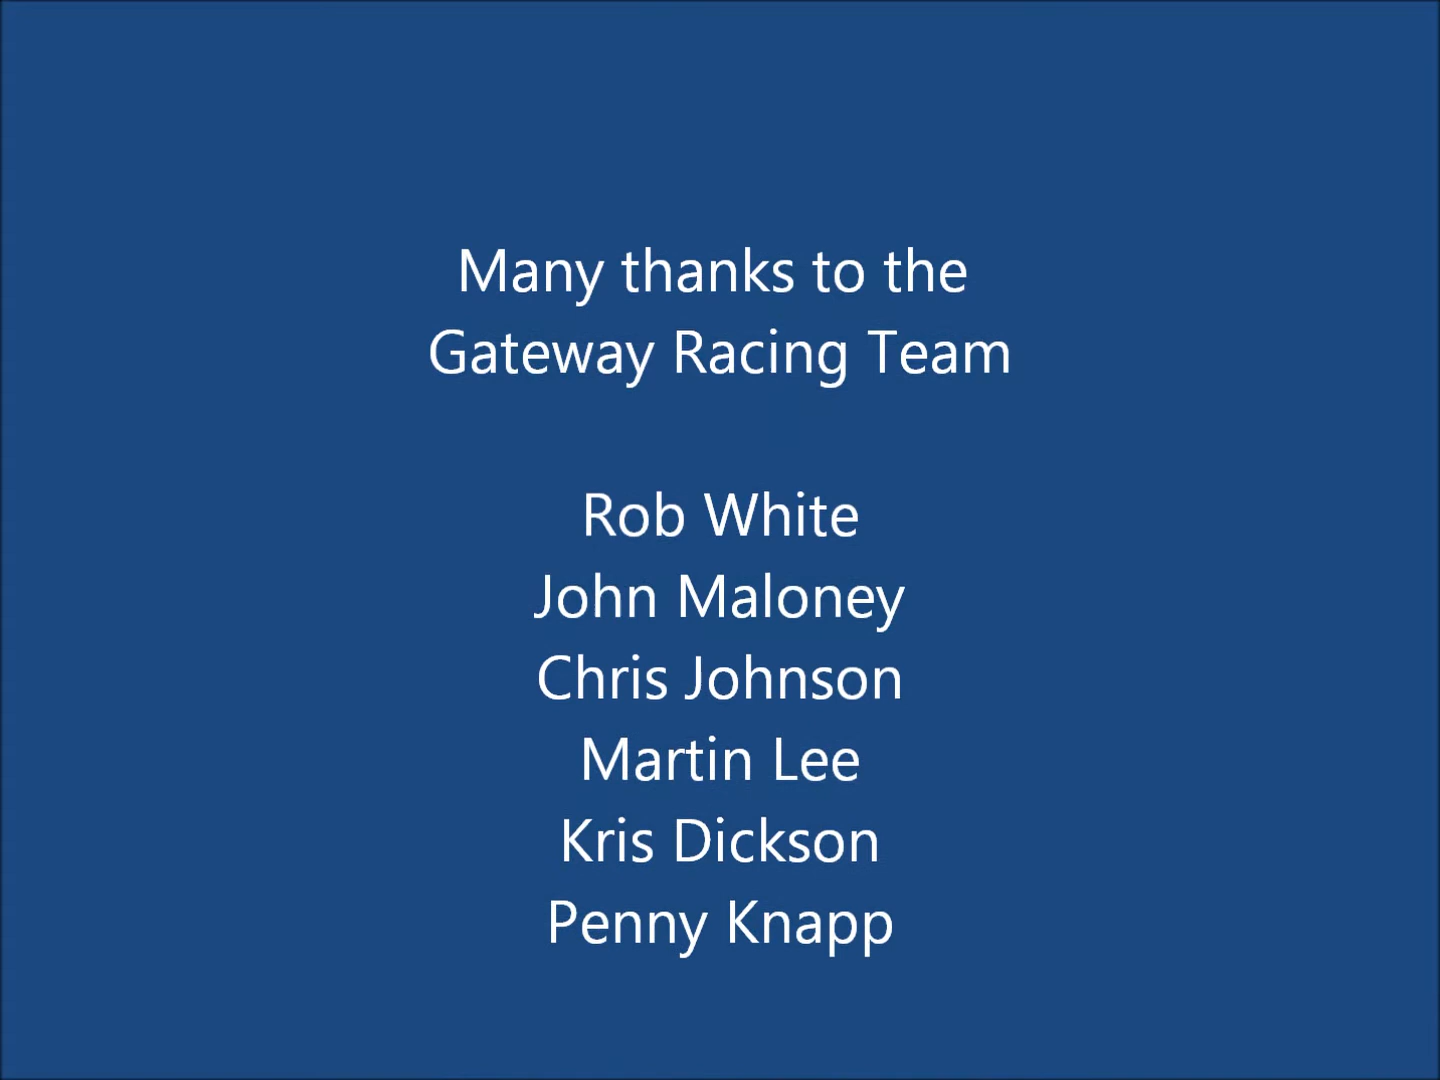 Many thanks to the
Gateway Racing Team
Rob White
John Maloney
Chris Johnson
Martin Lee
Kris Dickson
Penny Knapp